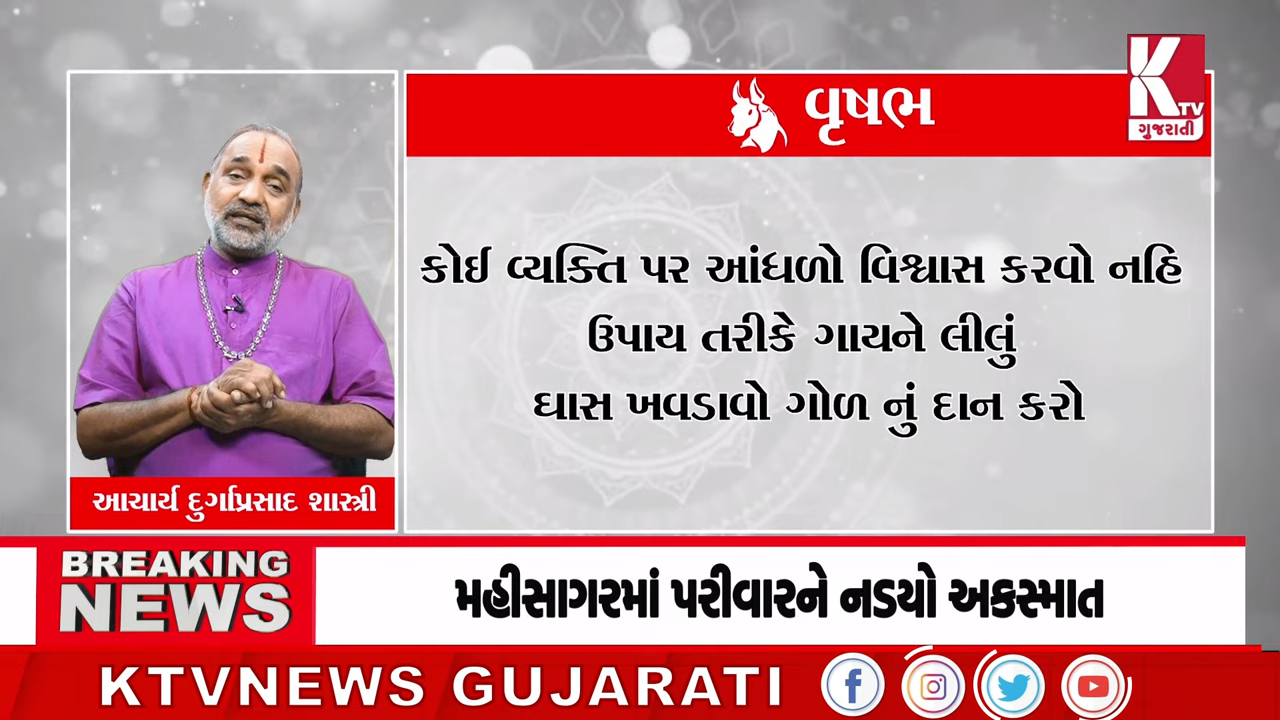 વૃષભ
K TV
ગુજરાતી
કોઈ વ્યક્તિ પર આંધળો વિશ્વાસ કરવો નહિ
ઉપાય તરીકે ગાયને લીલું
ઘાસ ખવડાવો ગોળ નું દાન કરો
આચાર્ય દુર્ગાપ્રસાદ શાસ્ત્રી
BREAKING
NEWS
મહીસાગરમાં પરીવારને નડયો અકસ્માત
KTVNEWS GUJARATI